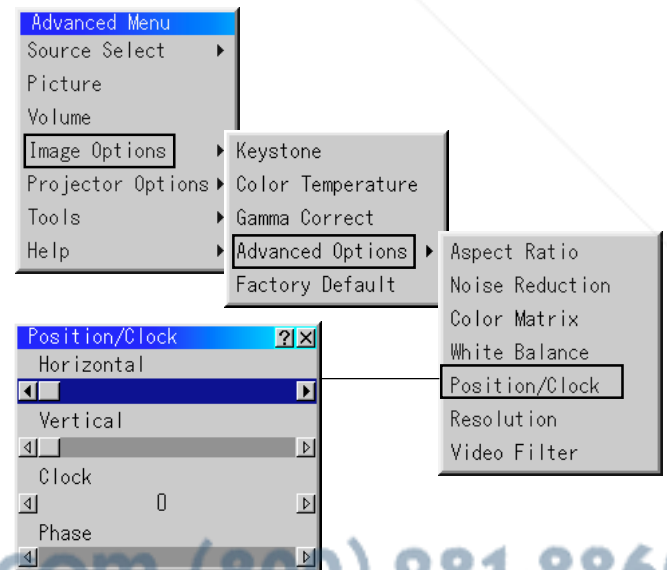 Advanced Menu
Source Select
Picture
Volume
Image Options
Projector Options
Tools
Help
Keystone
Color Temperature
Gamma Correct
Advanced Options
Factory Default
Aspect Ratio
Noise Reduction
Color Matrix
White Balance
Position/Clock
Resolution
Video Filter
Position/Clock
Horizontal
Vertical
Clock
0
Phase